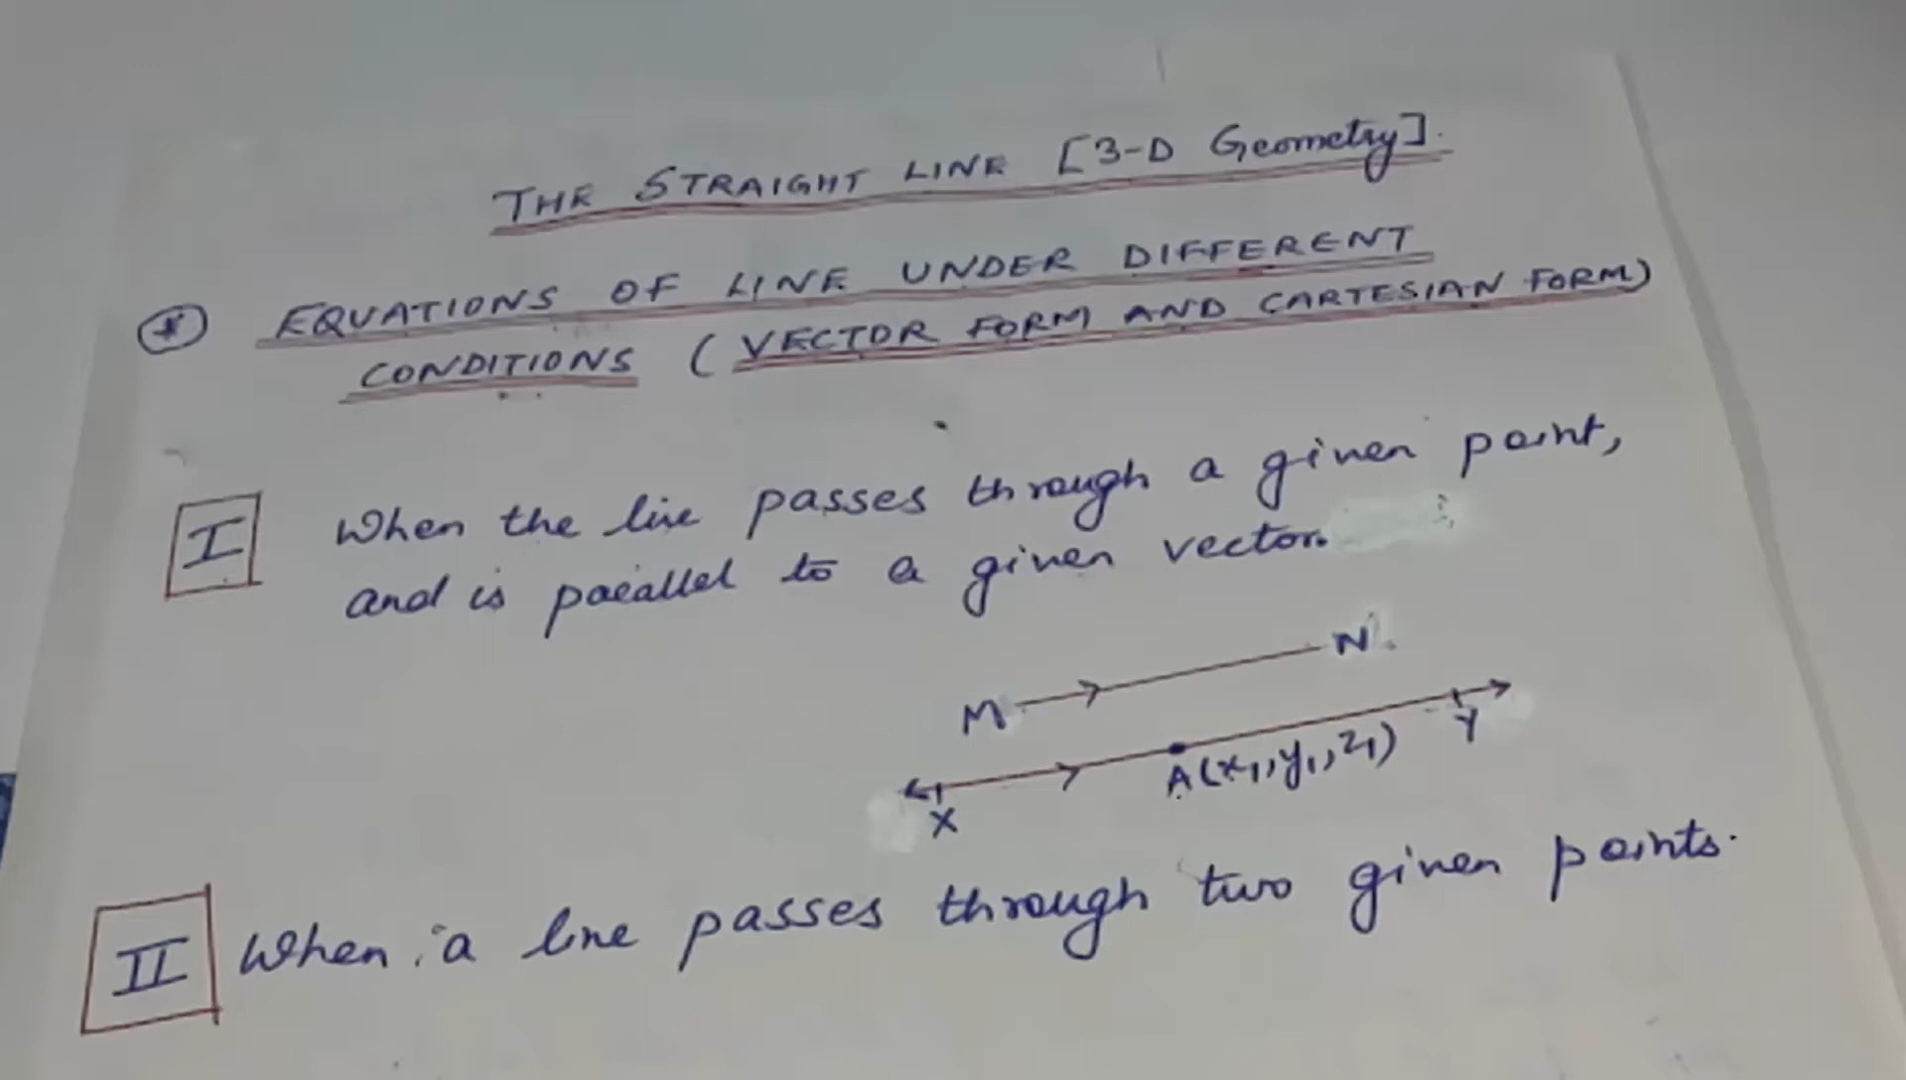 THE STRAIGHT LINE [3-D Geometry].
* EQUATIONS OF LINE UNDER DIFFERENT
CONDITIONS (VECTOR FORM AND CARTESIAN FORM)
I When the line passes through a given point,
and is parallel to a given vector.
M N
X A(x₁, y₁, z₁) Y
II When a line passes through two given points.